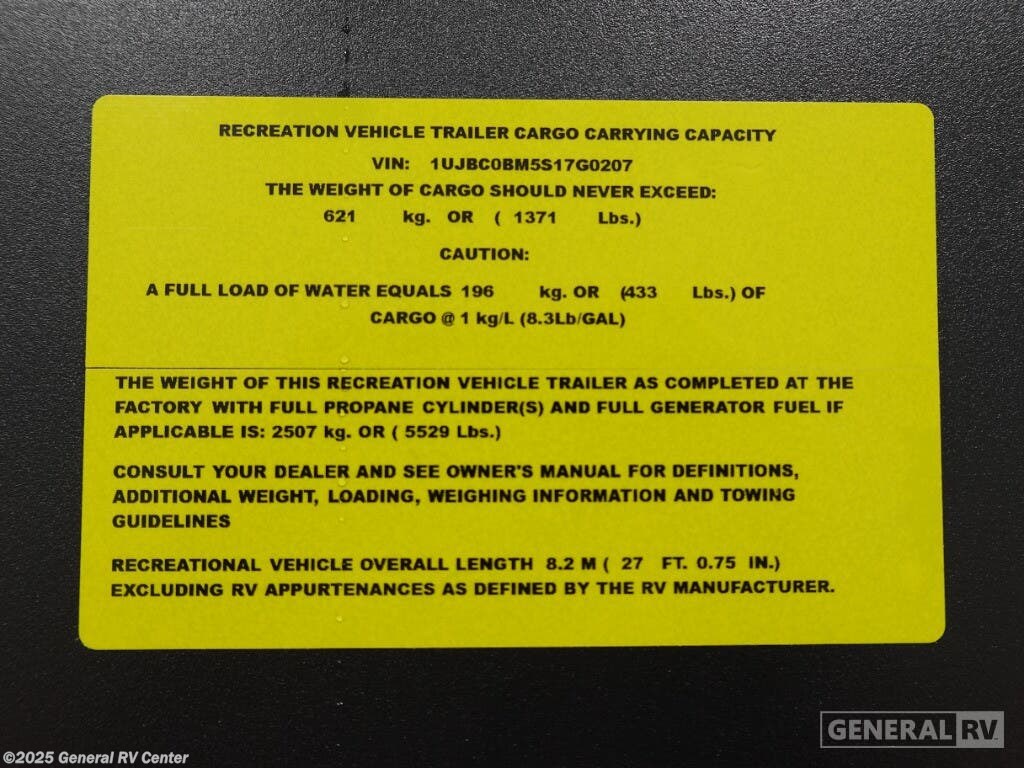 RECREATION VEHICLE TRAILER CARGO CARRYING CAPACITY
VIN: 1UJBC0BM5S17G0207
THE WEIGHT OF CARGO SHOULD NEVER EXCEED:
621 kg. OR ( 1371 Lbs.)
CAUTION:
A FULL LOAD OF WATER EQUALS 196 kg. OR (433 Lbs.) OF
CARGO @ 1 kg/L (8.3Lb/GAL)
THE WEIGHT OF THIS RECREATION VEHICLE TRAILER AS COMPLETED AT THE
FACTORY WITH FULL PROPANE CYLINDER(S) AND FULL GENERATOR FUEL IF
APPLICABLE IS: 2507 kg. OR ( 5529 Lbs.)
CONSULT YOUR DEALER AND SEE OWNER'S MANUAL FOR DEFINITIONS,
ADDITIONAL WEIGHT, LOADING, WEIGHING INFORMATION AND TOWING
GUIDELINES
RECREATIONAL VEHICLE OVERALL LENGTH 8.2 M ( 27 FT. 0.75 IN.)
EXCLUDING RV APPURTENANCES AS DEFINED BY THE RV MANUFACTURER.
GENERAL RV
©2025 General RV Center